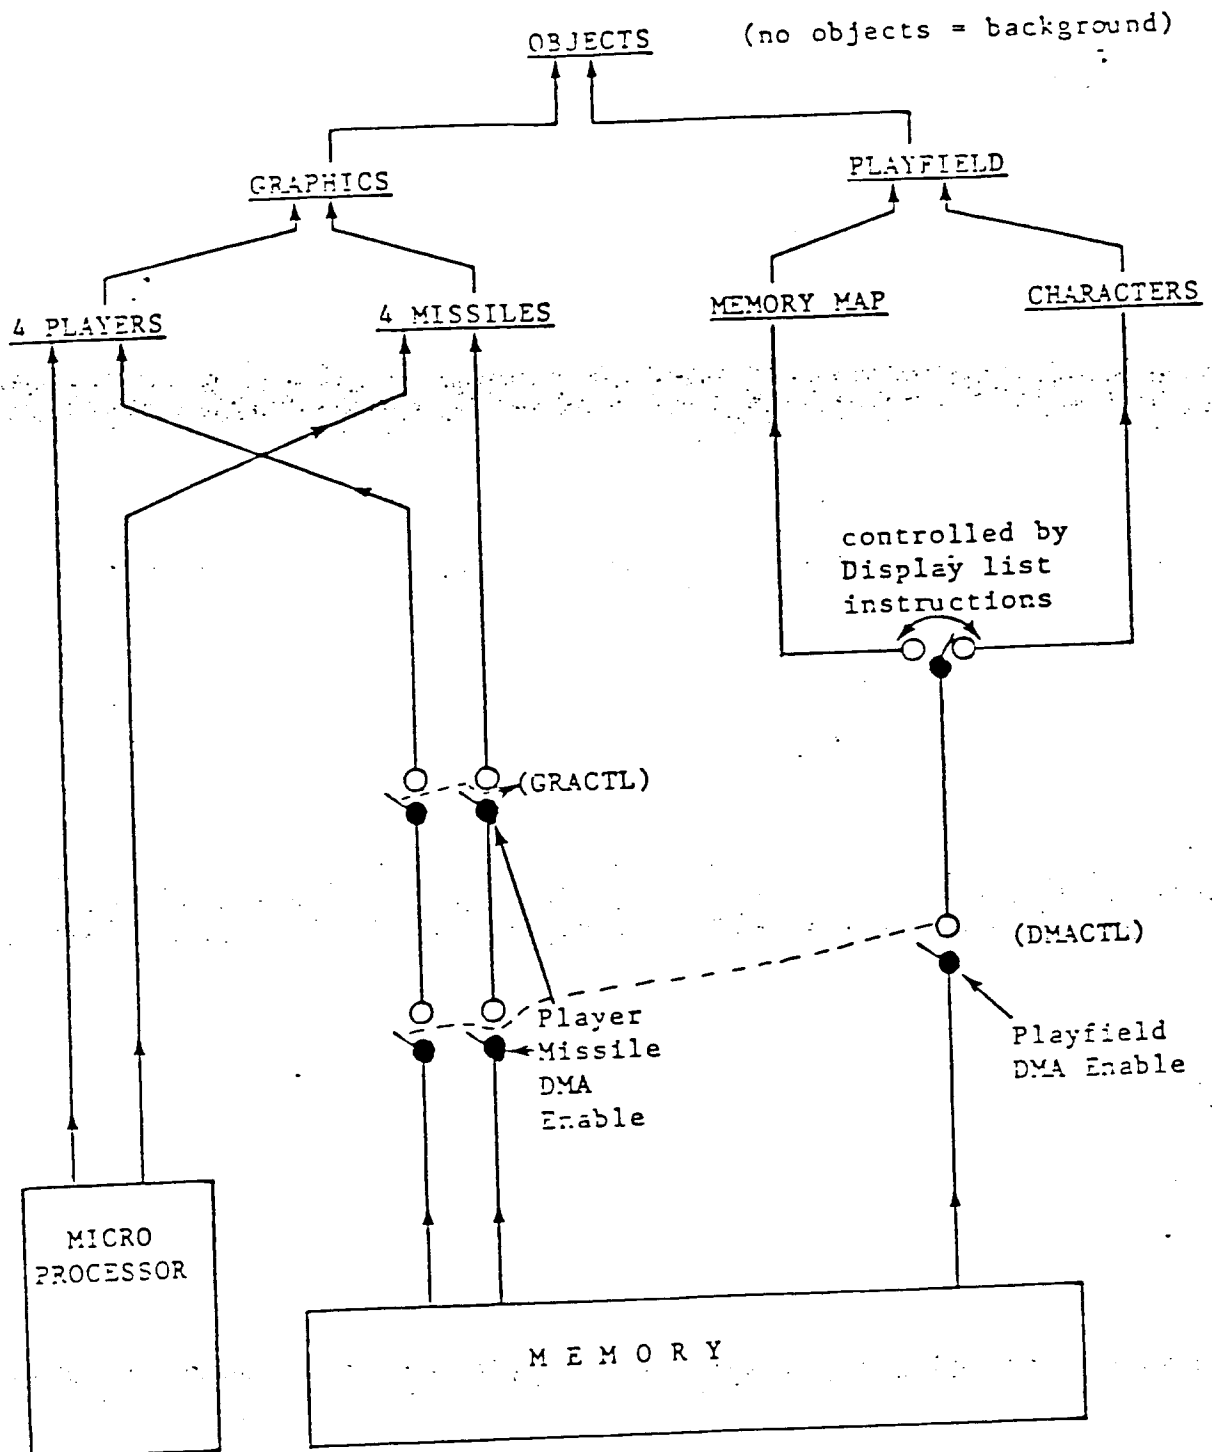 OBJECTS (no objects = background)
GRAPHICS
PLAYFIELD
4 PLAYERS
4 MISSILES
MEMORY MAP
CHARACTERS
controlled by
Display list
instructions
(GRACTL)
(DMACTL)
Player
Missile
DMA
Enable
Playfield
DMA Enable
MICRO
PROCESSOR
MEMORY